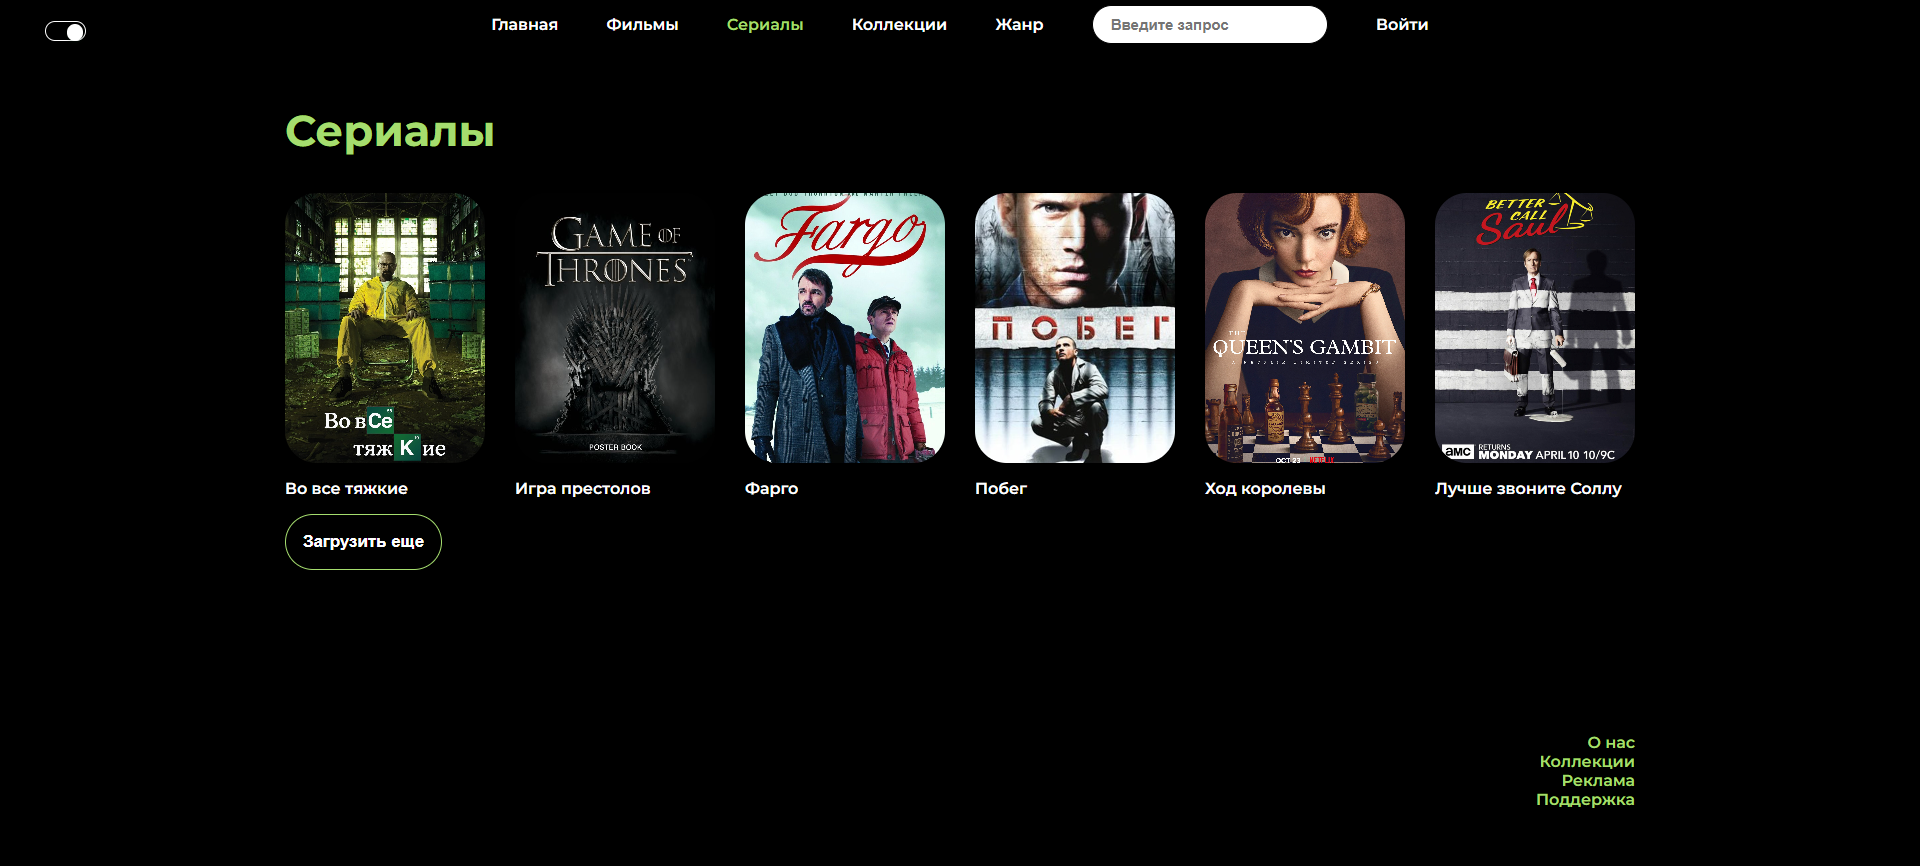 Главная
Фильмы
Сериалы
Коллекции
Жанр
Введите запрос
Войти
Сериалы
Во вСе
тяжКие
GAME OF
THRONES
POSTER BOOK
Fargo
ПОБЕГ
THE
QUEEN'S GAMBIT
OCT 23
BETTER
CALL
Saul
amc
RETURNS
MONDAY APRIL 10 10/9C
Во все тяжкие
Игра престолов
Фарго
Побег
Ход королевы
Лучше звоните Соллу
Загрузить еще
О нас
Коллекции
Реклама
Поддержка